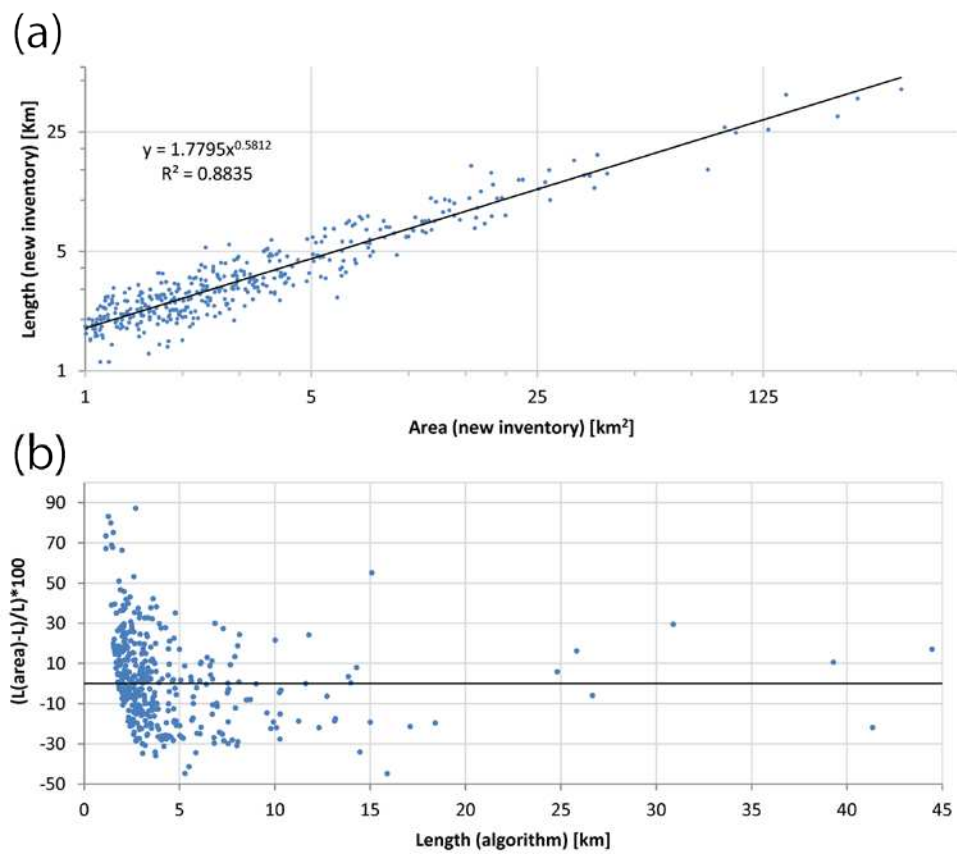 (a)
Length (new inventory) [Km]
25
5
1
y = 1.7795x^0.5812
R² = 0.8835
1 5 25 125
Area (new inventory) [km²]
(b)
(L(area)-L)/L)*100
90
70
50
30
10
-10
-30
-50
0 5 10 15 20 25 30 35 40 45
Length (algorithm) [km]